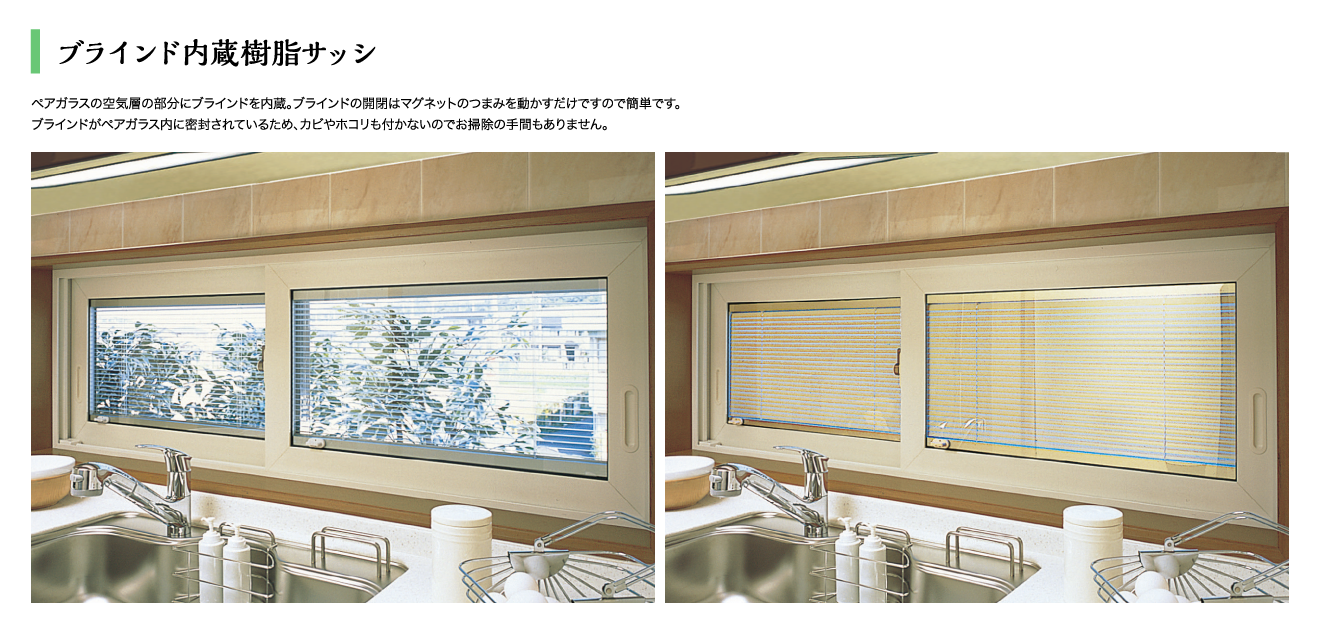 ブラインド内蔵樹脂サッシ
ペアガラスの空気層の部分にブラインドを内蔵。ブラインドの開閉はマグネットのつまみを動かすだけですので簡単です。
ブラインドがペアガラス内に密封されているため、カビやホコリも付かないのでお掃除の手間もありません。